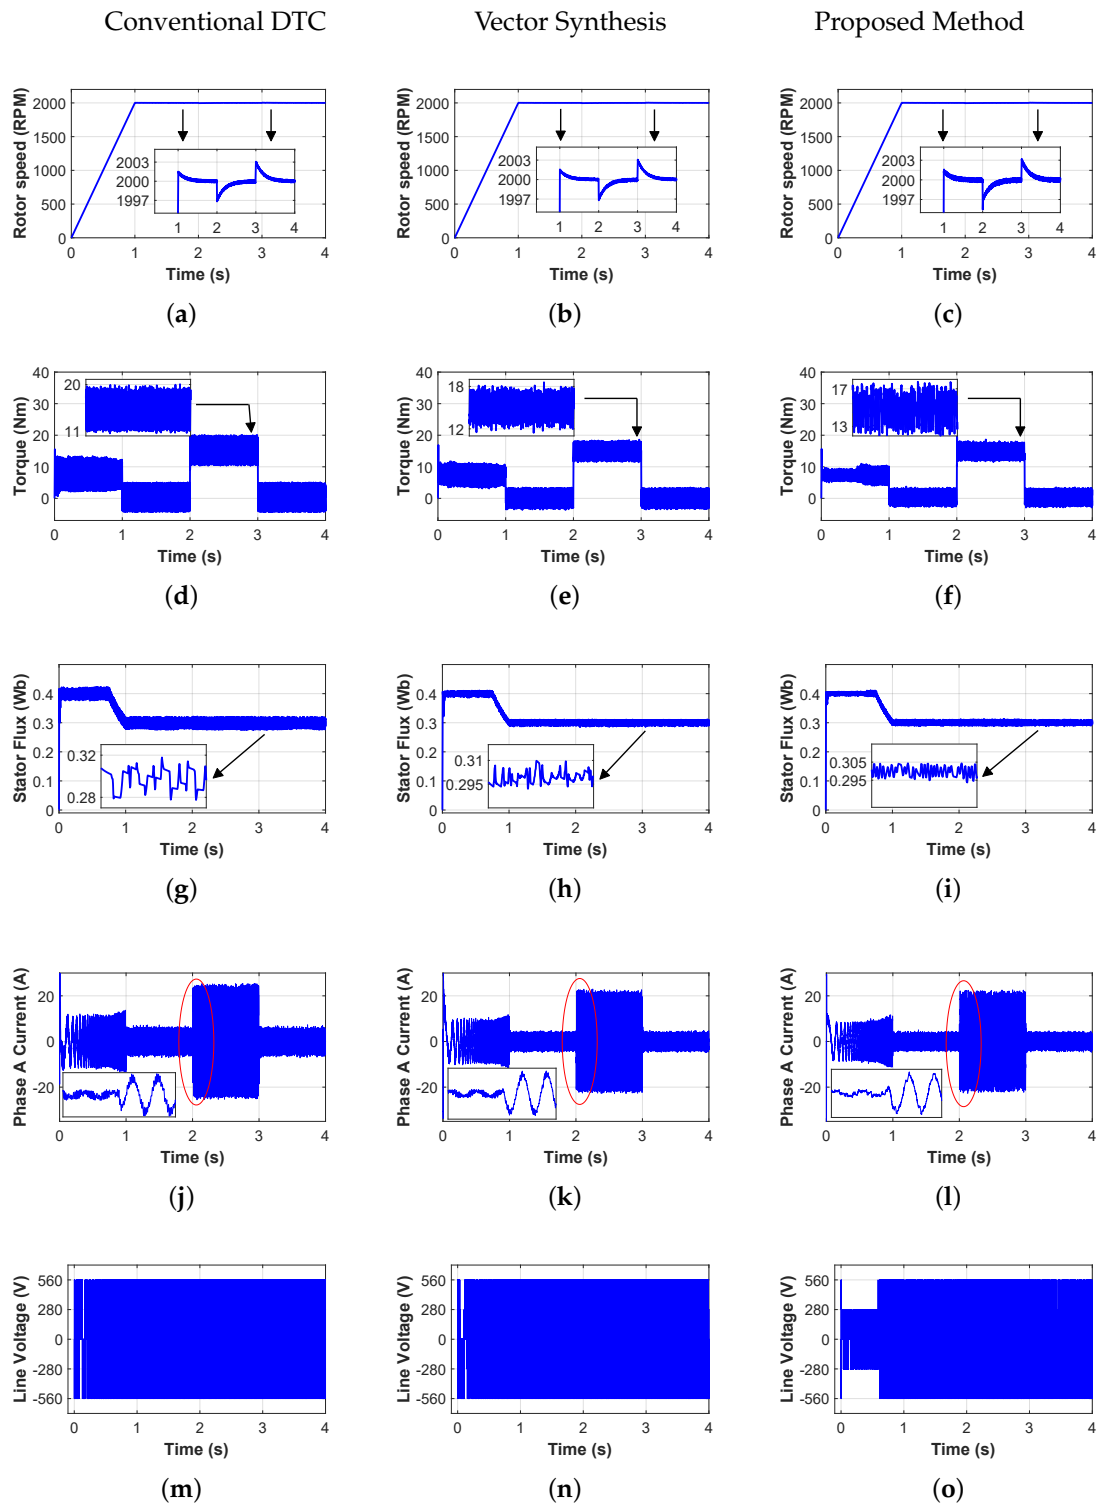 Conventional DTC Vector Synthesis Proposed Method
Rotor speed (RPM)
2000
1500
1000
500
0
2003
2000
1997
1 2 3 4
0 1 2 3 4
Time (s)
(a)
Rotor speed (RPM)
2000
1500
1000
500
0
2003
2000
1997
1 2 3 4
0 1 2 3 4
Time (s)
(b)
Rotor speed (RPM)
2000
1500
1000
500
0
2003
2000
1997
1 2 3 4
0 1 2 3 4
Time (s)
(c)
Torque (Nm)
40
30
20
10
0
20
11
0 1 2 3 4
Time (s)
(d)
Torque (Nm)
40
30
20
10
0
18
12
0 1 2 3 4
Time (s)
(e)
Torque (Nm)
40
30
20
10
0
17
13
0 1 2 3 4
Time (s)
(f)
Stator Flux (Wb)
0.4
0.3
0.2
0.1
0
0.32
0.28
0 1 2 3 4
Time (s)
(g)
Stator Flux (Wb)
0.4
0.3
0.2
0.1
0
0.31
0.295
0 1 2 3 4
Time (s)
(h)
Stator Flux (Wb)
0.4
0.3
0.2
0.1
0
0.305
0.295
0 1 2 3 4
Time (s)
(i)
Phase A Current (A)
20
0
-20
0 1 2 3 4
Time (s)
(j)
Phase A Current (A)
20
0
-20
0 1 2 3 4
Time (s)
(k)
Phase A Current (A)
20
0
-20
0 1 2 3 4
Time (s)
(l)
Line Voltage (V)
560
280
0
-280
-560
0 1 2 3 4
Time (s)
(m)
Line Voltage (V)
560
280
0
-280
-560
0 1 2 3 4
Time (s)
(n)
Line Voltage (V)
560
280
0
-280
-560
0 1 2 3 4
Time (s)
(o)